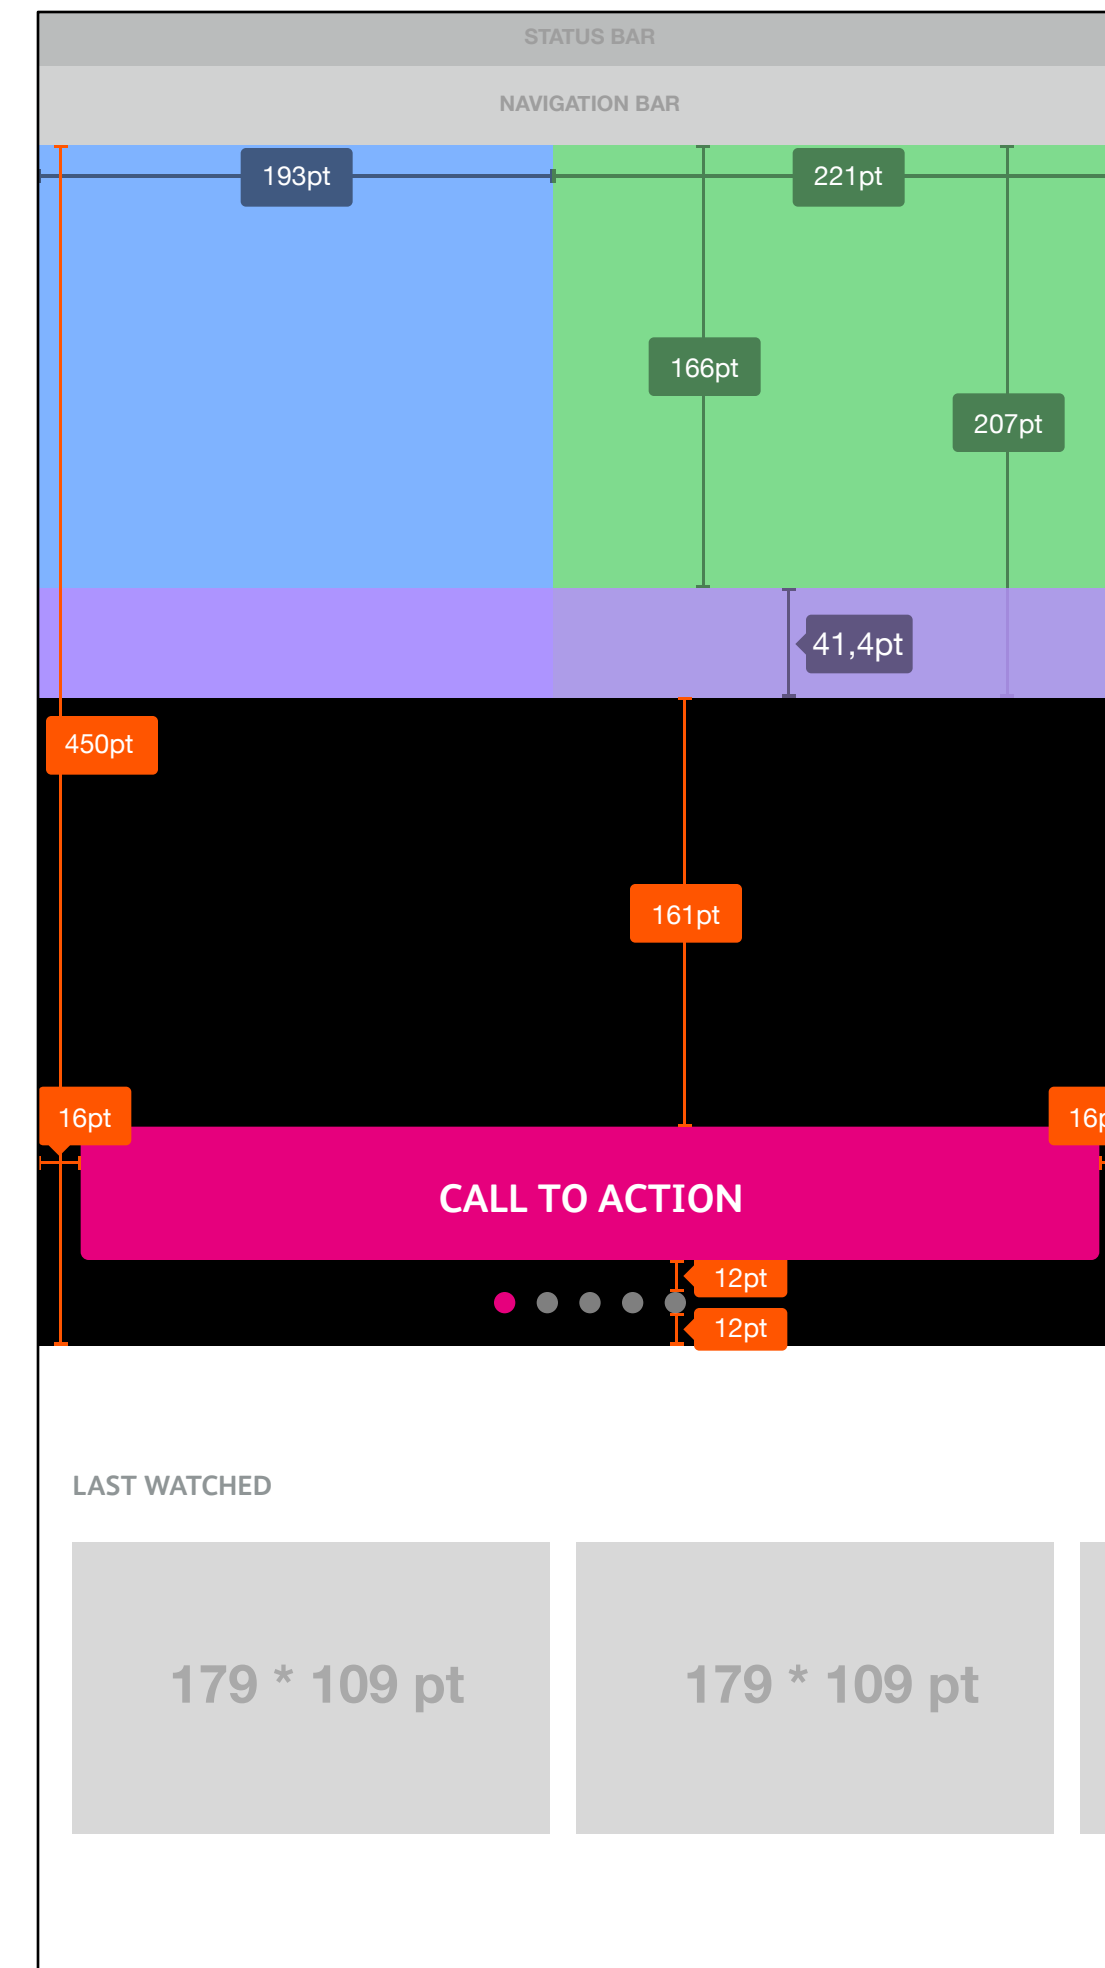 STATUS BAR
NAVIGATION BAR
193pt
221pt
166pt
207pt
41,4pt
450pt
161pt
16pt
16p
CALL TO ACTION
12pt
12pt
LAST WATCHED
179 * 109 pt
179 * 109 pt